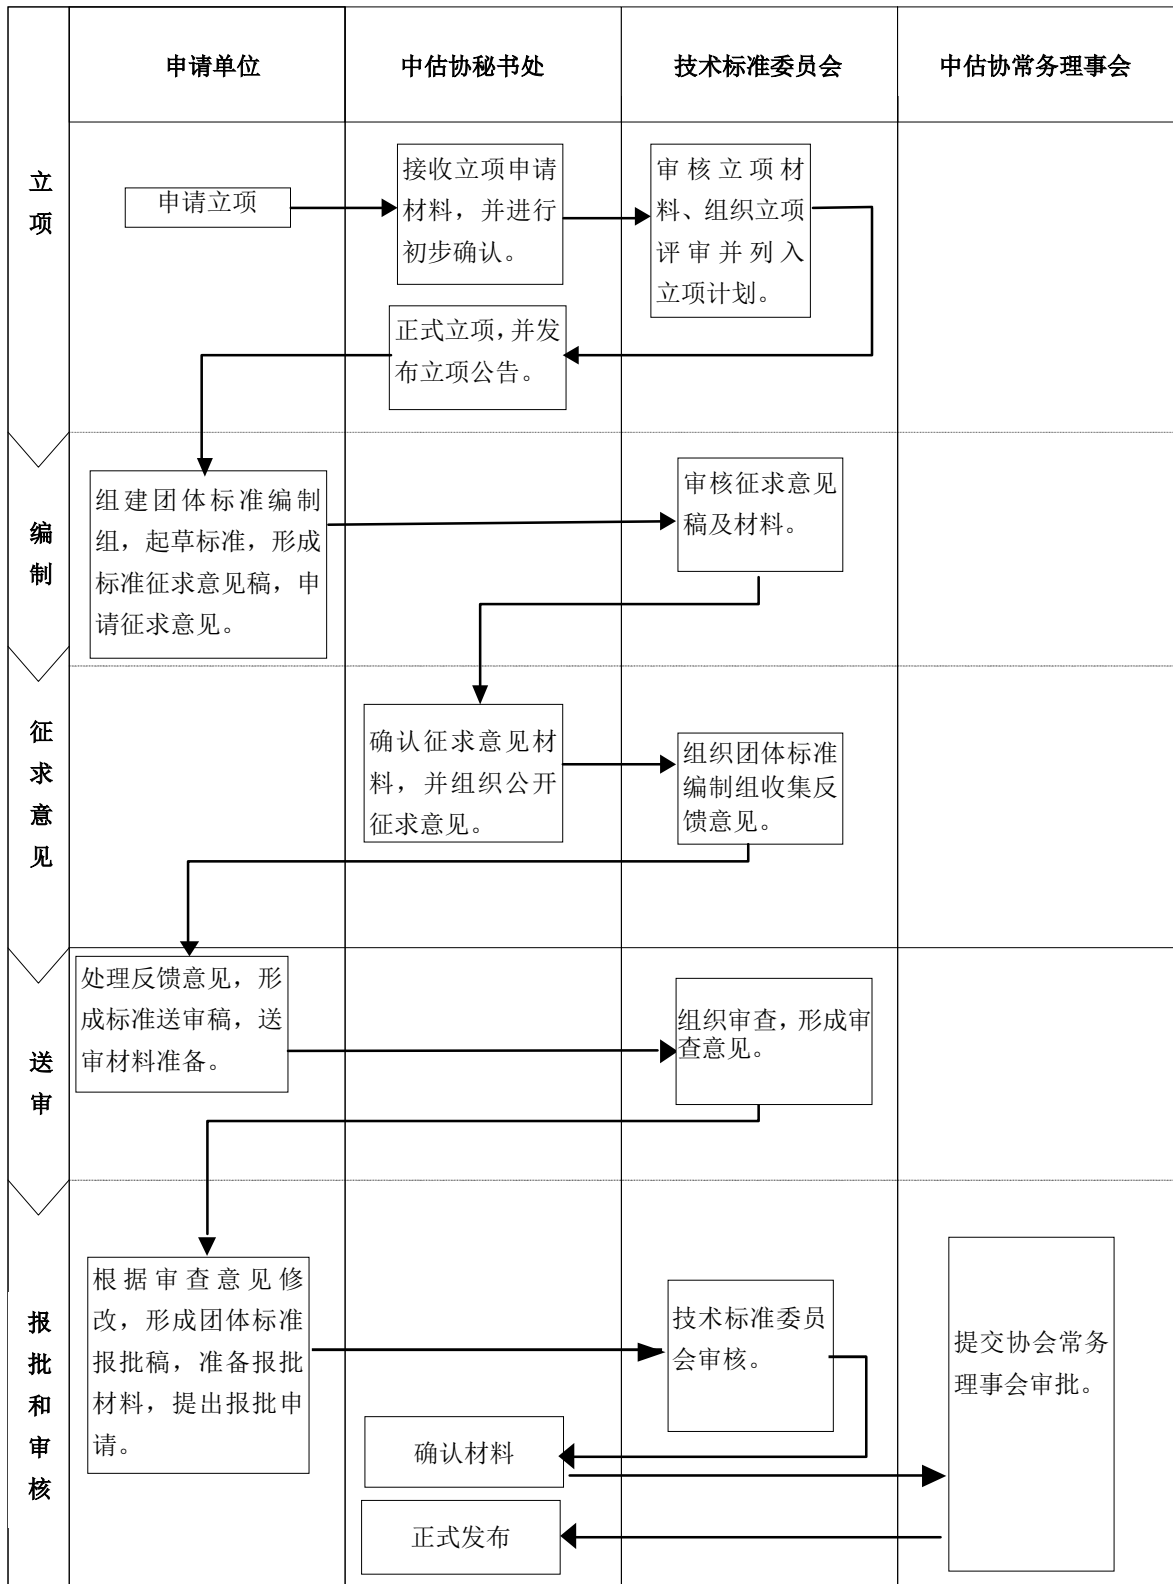 申请单位
中估协秘书处
技术标准委员会
中估协常务理事会
立
项
申请立项
接收立项申请
材料，并进行
初步确认。
审核立项材
料、组织立项
评审并列入
立项计划。
正式立项，并发
布立项公告。
编
制
组建团体标准编制
组，起草标准，形成
标准征求意见稿，申
请征求意见。
审核征求意见
稿及材料。
征
求
意
见
确认征求意见材
料，并组织公开
征求意见。
组织团体标准
编制组收集反
馈意见。
送
审
处理反馈意见，形
成标准送审稿，送
审材料准备。
组织审查，形成审
查意见。
报
批
和
审
核
根据审查意见修
改，形成团体标准
报批稿，准备报批
材料，提出报批申
请。
技术标准委员
会审核。
提交协会常务
理事会审批。
确认材料
正式发布